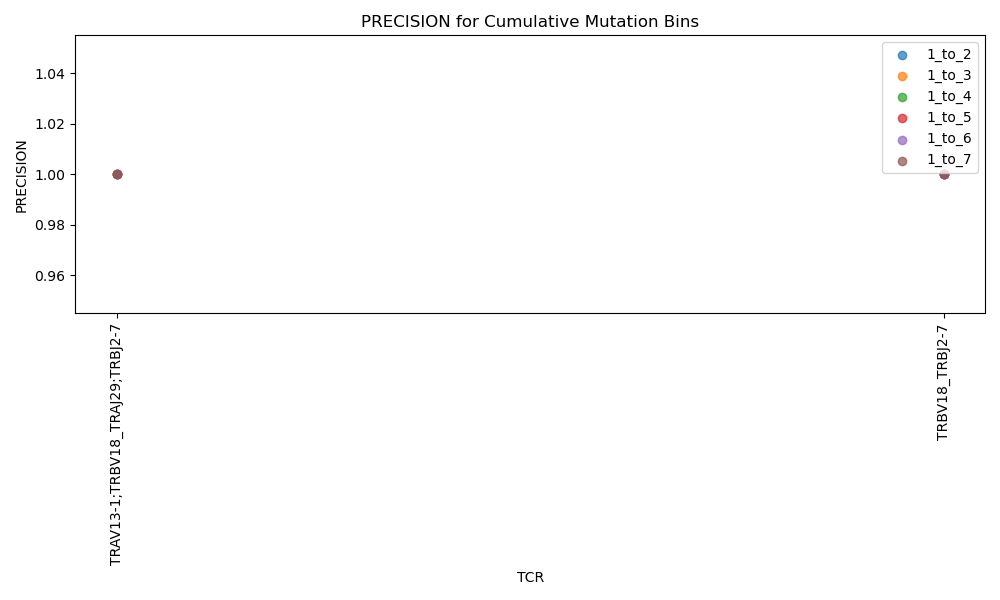 PRECISION for Cumulative Mutation Bins
1.04
1.02
1.00
0.98
0.96
PRECISION
1_to_2
1_to_3
1_to_4
1_to_5
1_to_6
1_to_7
TRAV13-1;TRBV18_TRAJ29;TRBJ2-7
TRBV18_TRBJ2-7
TCR